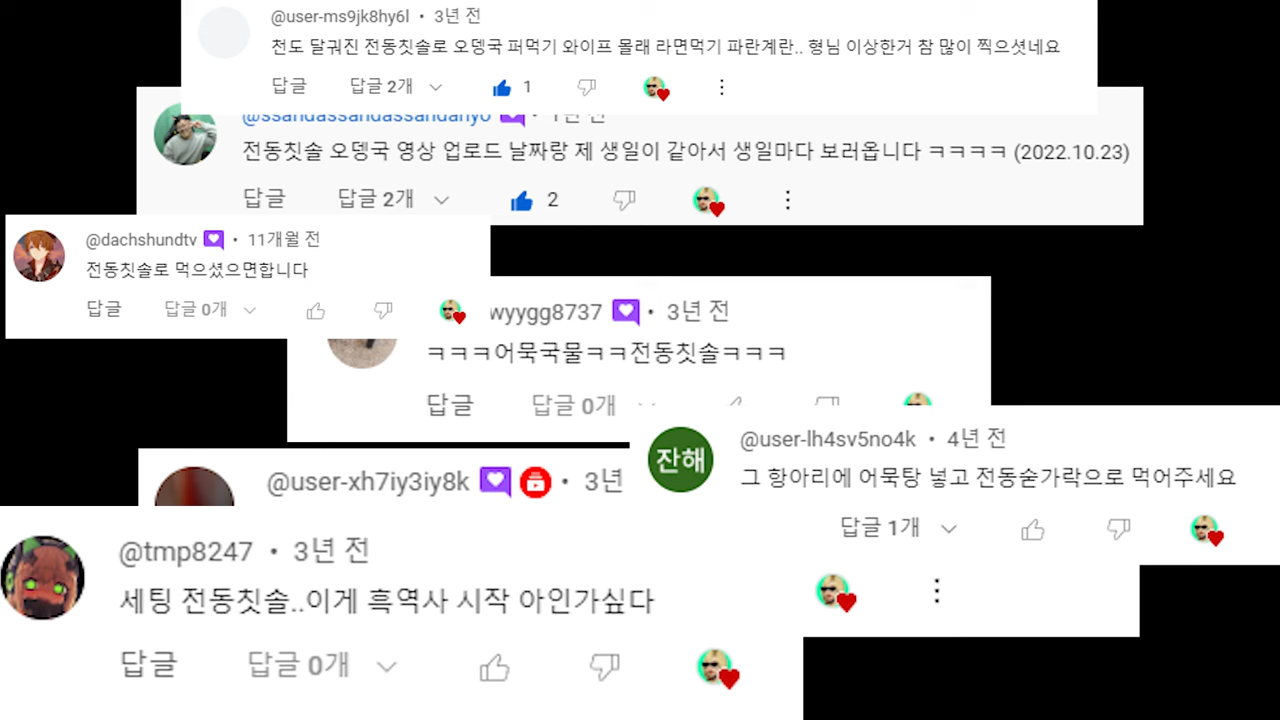 @user-ms9jk8hy6l • 3년 전
천도 달궈진 전동칫솔로 오뎅국 퍼먹기 와이프 몰래 라면먹기 파란계란.. 형님 이상한거 참 많이 찍으셧네요
답글 답글 2개 1
@ssandassandassandanyo • 1년 전
전동칫솔 오뎅국 영상 업로드 날짜랑 제 생일이 같아서 생일마다 보러옵니다 ㅋㅋㅋㅋ (2022.10.23)
답글 답글 2개 2
@dachshundtv • 11개월 전
전동칫솔로 먹으셨으면합니다
답글 답글 0개
wyygg8737 • 3년 전
ㅋㅋㅋ어묵국물ㅋㅋ전동칫솔ㅋㅋㅋ
답글 답글 0개
잔해
@user-lh4sv5no4k • 4년 전
그 항아리에 어묵탕 넣고 전동숟가락으로 먹어주세요
답글 1개
@user-xh7iy3iy8k • 3년
@tmp8247 • 3년 전
세팅 전동칫솔..이게 흑역사 시작 아인가싶다
답글 답글 0개